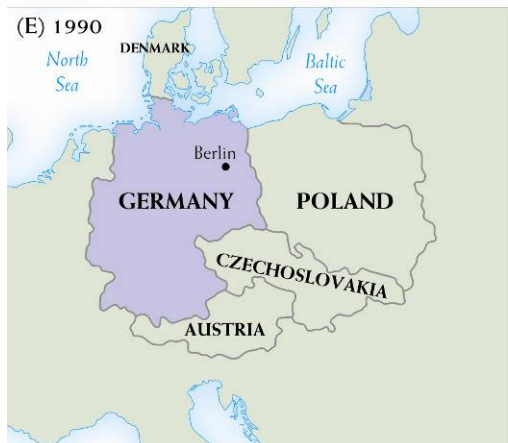 (E) 1990
DENMARK
North
Sea
Baltic
Sea
Berlin
GERMANY
POLAND
CZECHOSLOVAKIA
AUSTRIA